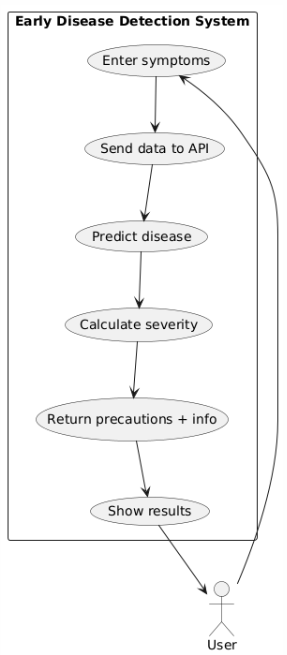 Early Disease Detection System
Enter symptoms
Send data to API
Predict disease
Calculate severity
Return precautions + info
Show results
User